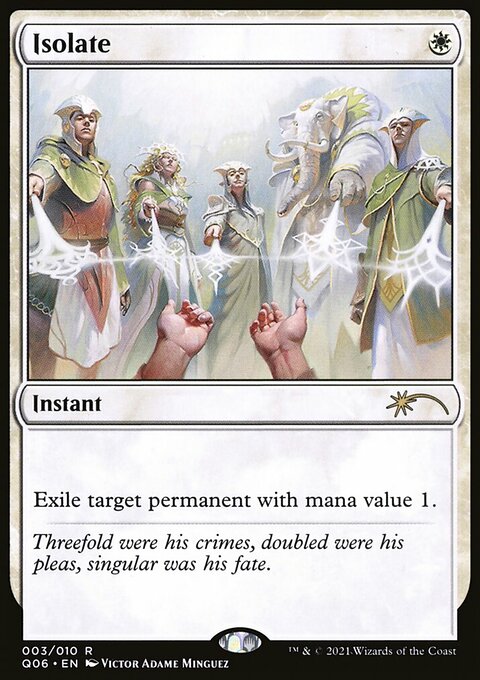 Isolate
Instant
Exile target permanent with mana value 1.
Threefold were his crimes, doubled were his
pleas, singular was his fate.
003/010 R
Q06 • EN Victor Adame Minguez
™ & © 2021 Wizards of the Coast